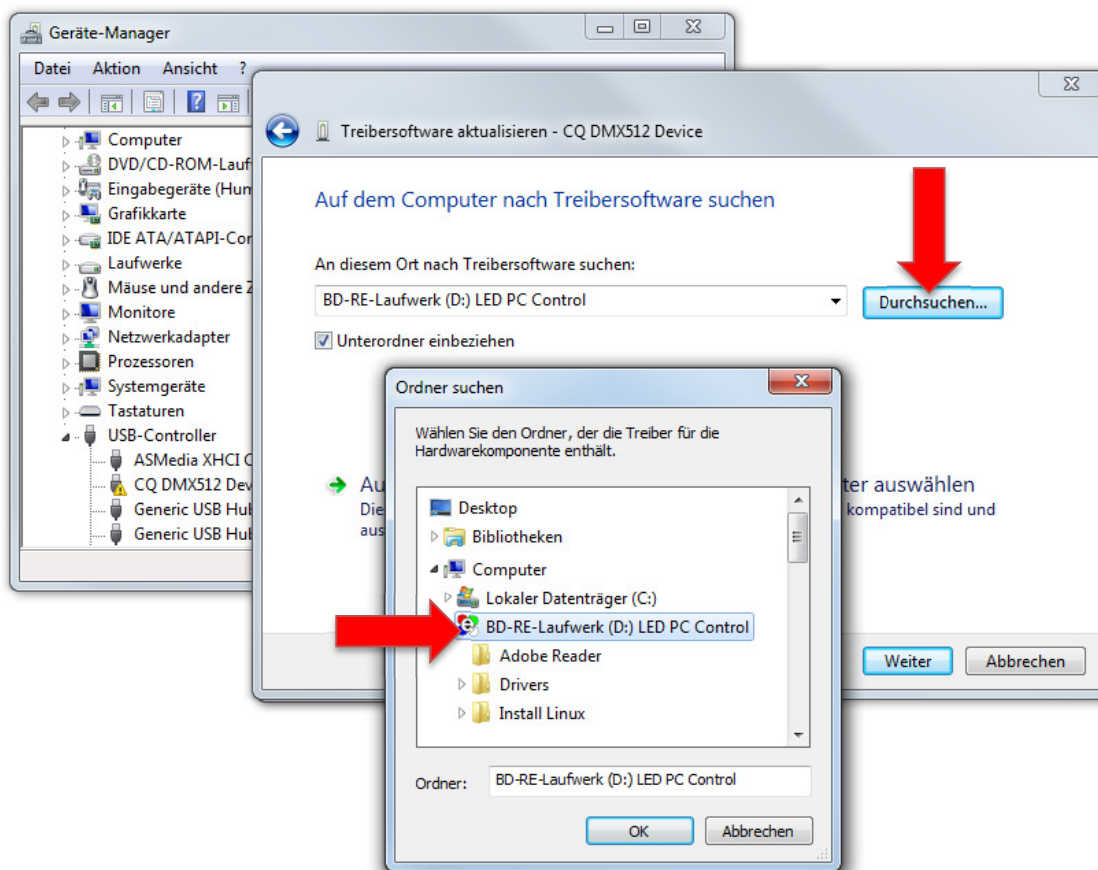 Geräte-Manager
Datei Aktion Ansicht ?
Computer
DVD/CD-ROM-Lauf
Eingabegeräte (Hum
Grafikkarte
IDE ATA/ATAPI-Cor
Laufwerke
Mäuse und andere Z
Monitore
Netzwerkadapter
Prozessoren
Systemgeräte
Tastaturen
USB-Controller
ASMedia XHCI C
CQ DMX512 Dev
Generic USB Hub
Generic USB Hub
Treibersoftware aktualisieren - CQ DMX512 Device
Auf dem Computer nach Treibersoftware suchen
An diesem Ort nach Treibersoftware suchen:
BD-RE-Laufwerk (D:) LED PC Control
Durchsuchen...
Unterordner einbeziehen
Au
ter auswählen
Die
kompatibel sind und
aus
Weiter
Abbrechen
Ordner suchen
Wählen Sie den Ordner, der die Treiber für die
Hardwarekomponente enthält.
Desktop
Bibliotheken
Computer
Lokaler Datenträger (C:)
BD-RE-Laufwerk (D:) LED PC Control
Adobe Reader
Drivers
Install Linux
Ordner: BD-RE-Laufwerk (D:) LED PC Control
OK
Abbrechen